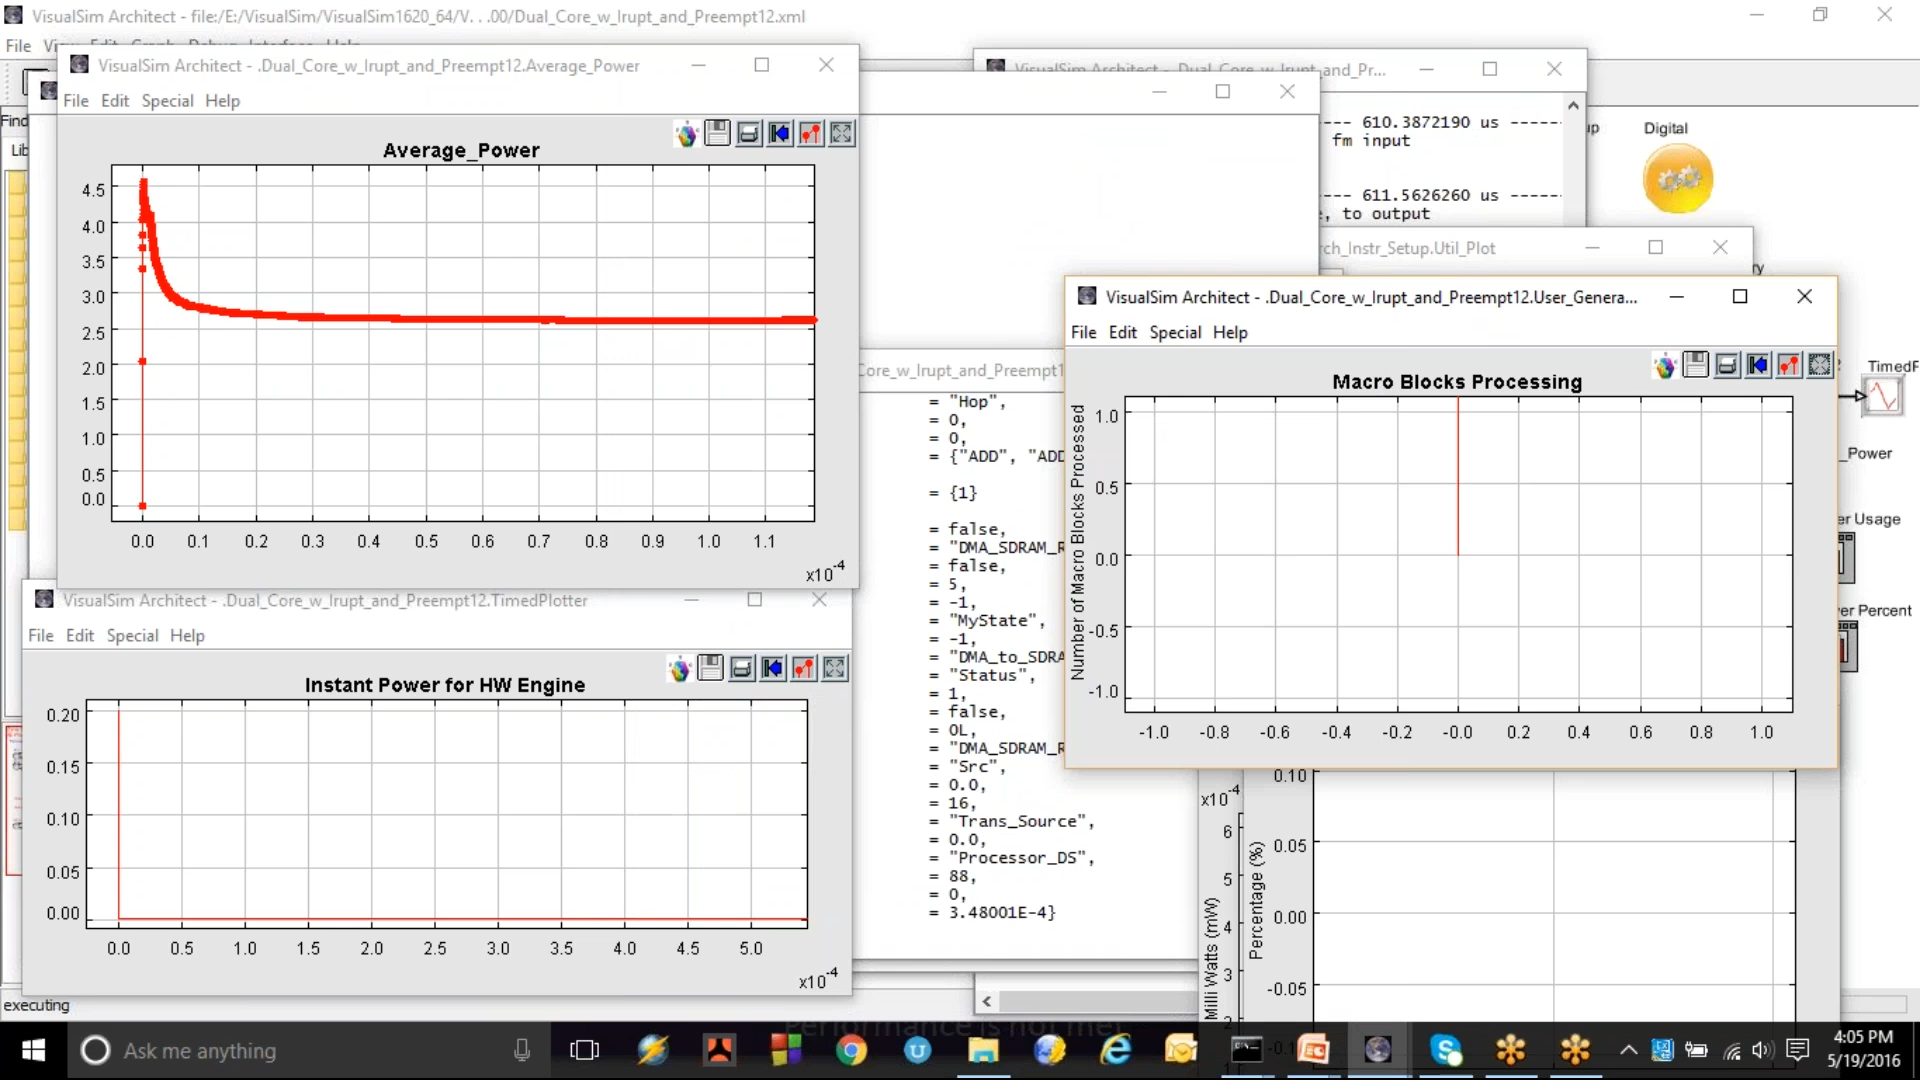 VisualSim Architect - file:/E:/VisualSim/VisualSim1620_64/V. . .00/Dual_Core_w_Irupt_and_Preempt12.xml
File
VisualSim Architect - .Dual_Core_w_Irupt_and_Preempt12.Average_Power
File Edit Special Help
Average_Power
4.5
4.0
3.5
3.0
2.5
2.0
1.5
1.0
0.5
0.0
0.0 0.1 0.2 0.3 0.4 0.5 0.6 0.7 0.8 0.9 1.0 1.1
x10-4
VisualSim Architect - .Dual_Core_w_Irupt_and_Preempt12.TimedPlotter
File Edit Special Help
Instant Power for HW Engine
0.20
0.15
0.10
0.05
0.00
0.0 0.5 1.0 1.5 2.0 2.5 3.0 3.5 4.0 4.5 5.0
x10-4
executing
Find
Lib
VisualSim Architect - .Dual_Core_w_Irupt_and_Pr...
---- 610.3872190 us ------
fm input
---- 611.5626260 us ------
, to output
Digital
rch_Instr_Setup.Util_Plot
Core_w_Irupt_and_Preempt1
= "Hop",
= 0,
= 0,
= {"ADD", "ADD
= {1}
= false,
= "DMA_SDRAM_R
= false,
= 5,
= -1,
= "MyState",
= -1,
= "DMA_to_SDRA
= "Status",
= 1,
= false,
= 0L,
= "DMA_SDRAM_R
= "Src",
= 0.0,
= 16,
= "Trans_Source",
= 0.0,
= "Processor_DS",
= 88,
= 0,
= 3.48001E-4}
VisualSim Architect - .Dual_Core_w_Irupt_and_Preempt12.User_Genera...
File Edit Special Help
Macro Blocks Processing
Number of Macro Blocks Processed
1.0
0.5
0.0
-0.5
-1.0
-1.0 -0.8 -0.6 -0.4 -0.2 -0.0 0.2 0.4 0.6 0.8 1.0
TimedF
_Power
er Usage
er Percent
x10-4
Milli Watts (mW)
6
5
4
3
Percentage (%)
0.10
0.05
0.00
-0.05
Performance is not met
Ask me anything
4:05 PM
5/19/2016